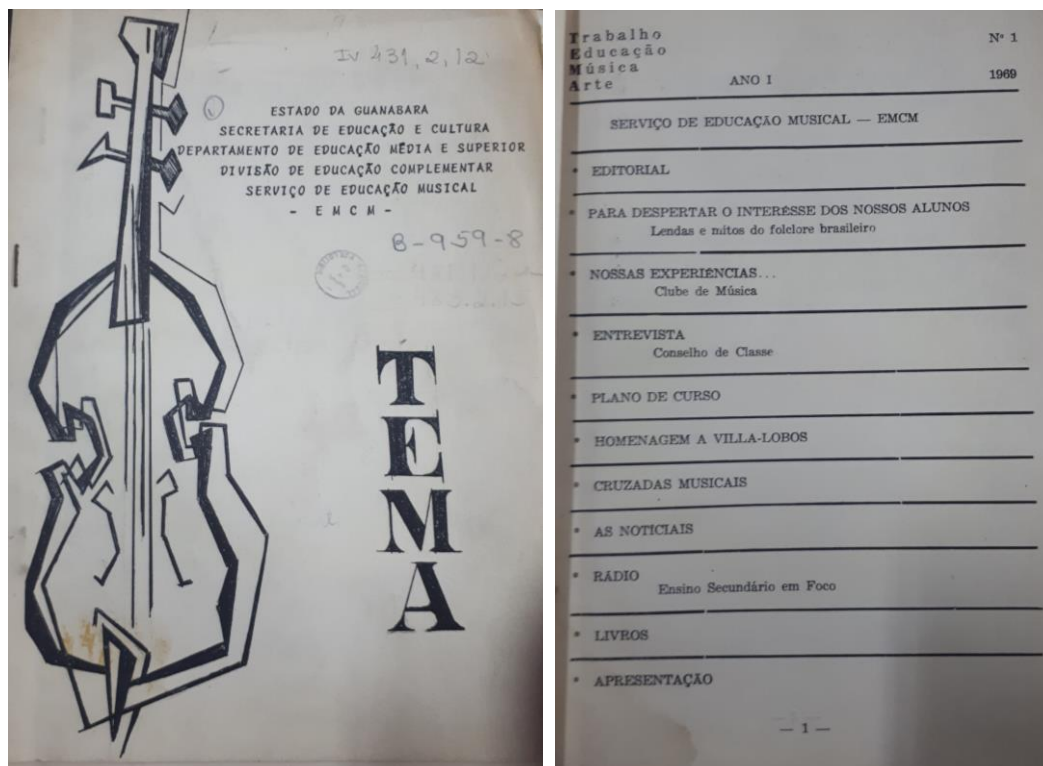 IV 431, 2, 12
ESTADO DA GUANABARA
SECRETARIA DE EDUCAÇÃO E CULTURA
DEPARTAMENTO DE EDUCAÇÃO MÉDIA E SUPERIOR
DIVISÃO DE EDUCAÇÃO COMPLEMENTAR
SERVIÇO DE EDUCAÇÃO MUSICAL
- E M C M -
B-959-8
T
E
M
A
Trabalho
Educação
Música
Arte
ANO I
Nº 1
1969
SERVIÇO DE EDUCAÇÃO MUSICAL — EMCM
* EDITORIAL
* PARA DESPERTAR O INTERÊSSE DOS NOSSOS ALUNOS
Lendas e mitos do folclore brasileiro
* NOSSAS EXPERIÊNCIAS...
Clube de Música
* ENTREVISTA
Conselho de Classe
* PLANO DE CURSO
* HOMENAGEM A VILLA-LOBOS
* CRUZADAS MUSICAIS
* AS NOTICIAIS
* RÁDIO
Ensino Secundário em Foco
* LIVROS
* APRESENTAÇÃO
— 1 —